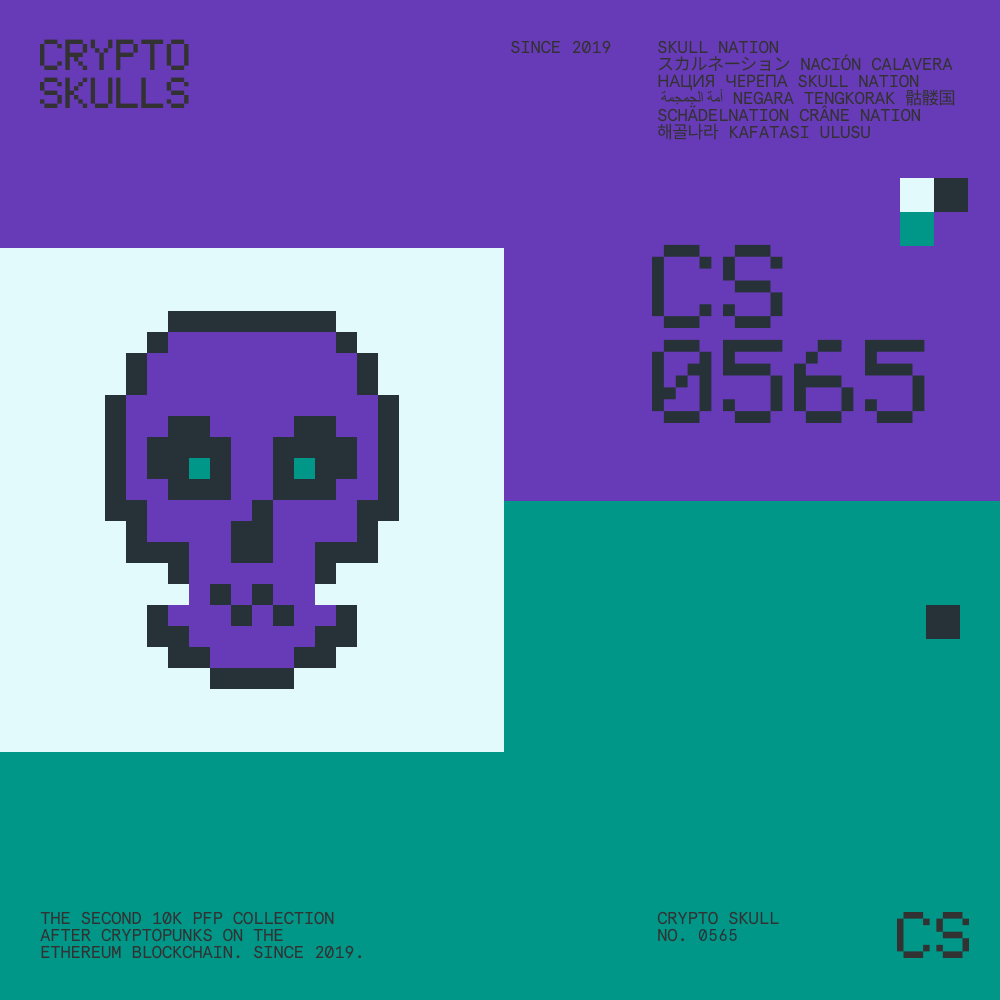 CRYPTO
SKULLS
SINCE 2019
SKULL NATION
スカルネーション NACIÓN CALAVERA
НАЦИЯ ЧЕРЕПА SKULL NATION
أمة الجمجمة NEGARA TENGKORAK 骷髅国
SCHÄDELNATION CRÂNE NATION
해골나라 KAFATASI ULUSU
CS
0565
THE SECOND 10K PFP COLLECTION
AFTER CRYPTOPUNKS ON THE
ETHEREUM BLOCKCHAIN. SINCE 2019.
CRYPTO SKULL
NO. 0565
CS